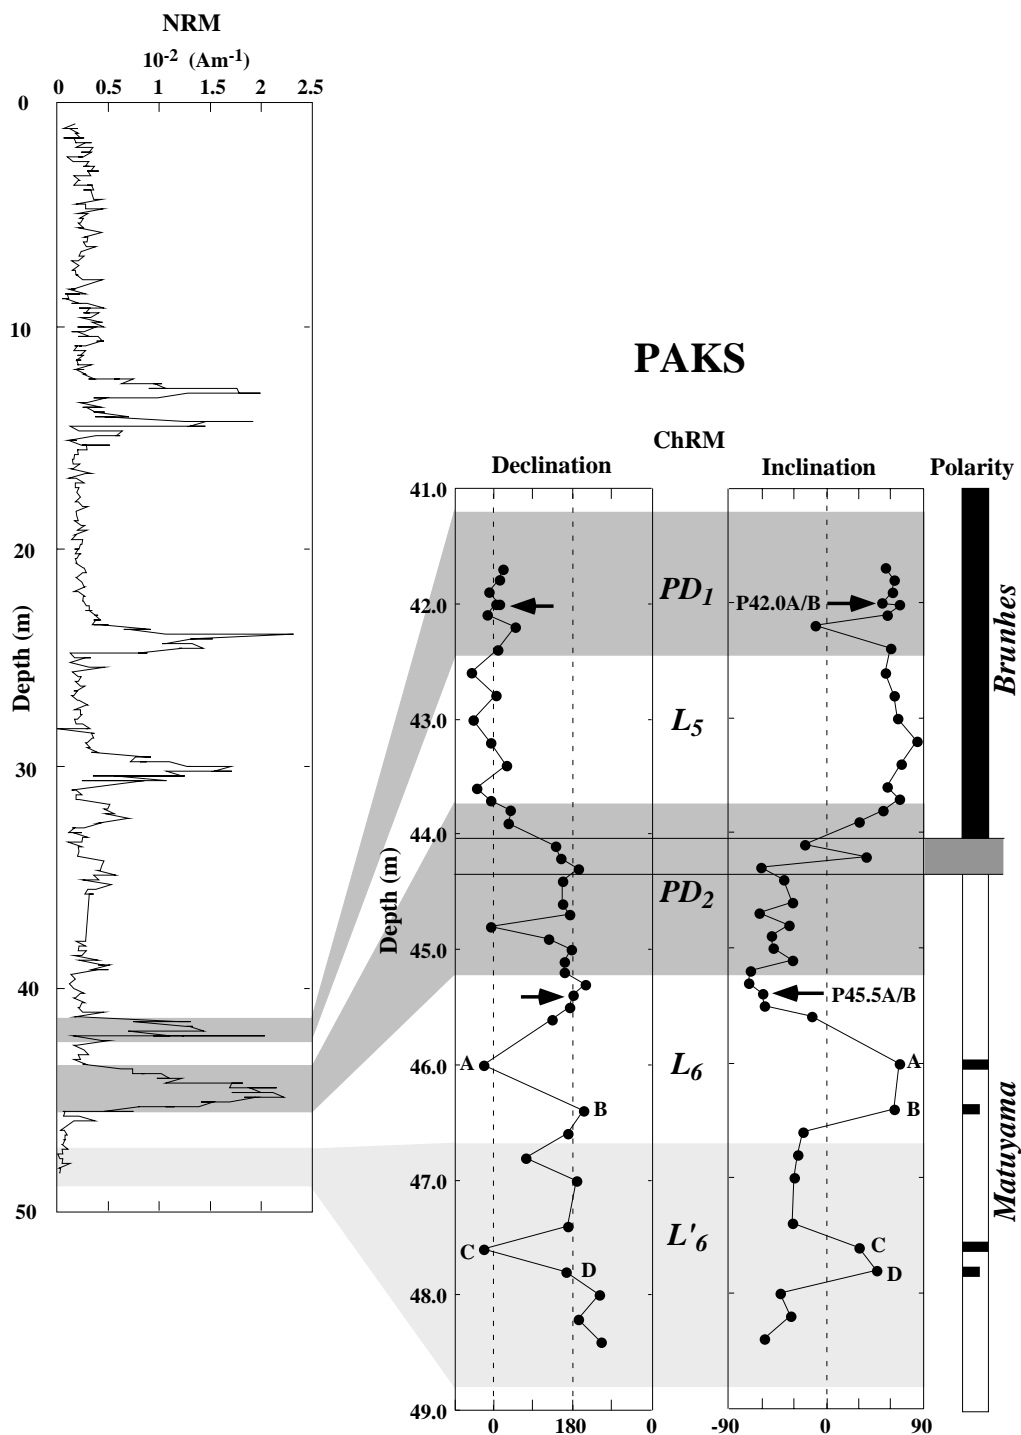 NRM
10-2 (Am-1)
0 0.5 1 1.5 2 2.5
0
10
20
30
40
50
Depth (m)
PAKS
ChRM
Declination Inclination Polarity
41.0
42.0
43.0
44.0
45.0
46.0
47.0
48.0
49.0
Depth (m)
PD1
P42.0A/B
L5
PD2
P45.5A/B
A L6 A
B B
L'6
C C
D D
Brunhes
Matuyama
0 180 0 -90 0 90